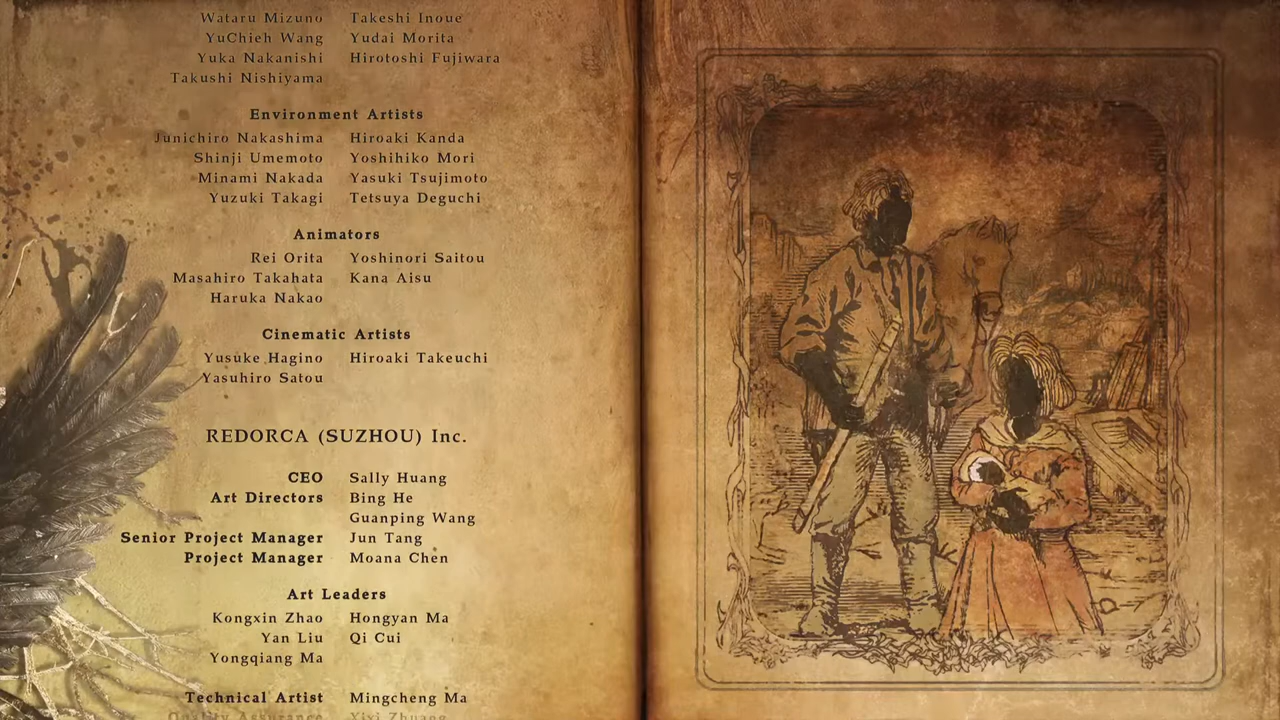 Wataru Mizuno Takeshi Inoue
YuChieh Wang Yudai Morita
Yuka Nakanishi Hirotoshi Fujiwara
Takushi Nishiyama
Environment Artists
Junichiro Nakashima Hiroaki Kanda
Shinji Umemoto Yoshihiko Mori
Minami Nakada Yasuki Tsujimoto
Yuzuki Takagi Tetsuya Deguchi
Animators
Rei Orita Yoshinori Saitou
Masahiro Takahata Kana Aisu
Haruka Nakao
Cinematic Artists
Yusuke Hagino Hiroaki Takeuchi
Yasuhiro Satou
REDORCA (SUZHOU) Inc.
CEO Sally Huang
Art Directors Bing He
Guanping Wang
Senior Project Manager Jun Tang
Project Manager Moana Chen
Art Leaders
Kongxin Zhao Hongyan Ma
Yan Liu Qi Cui
Yongqiang Ma
Technical Artist Mingcheng Ma
Quality Assurance Yixi Zhuang